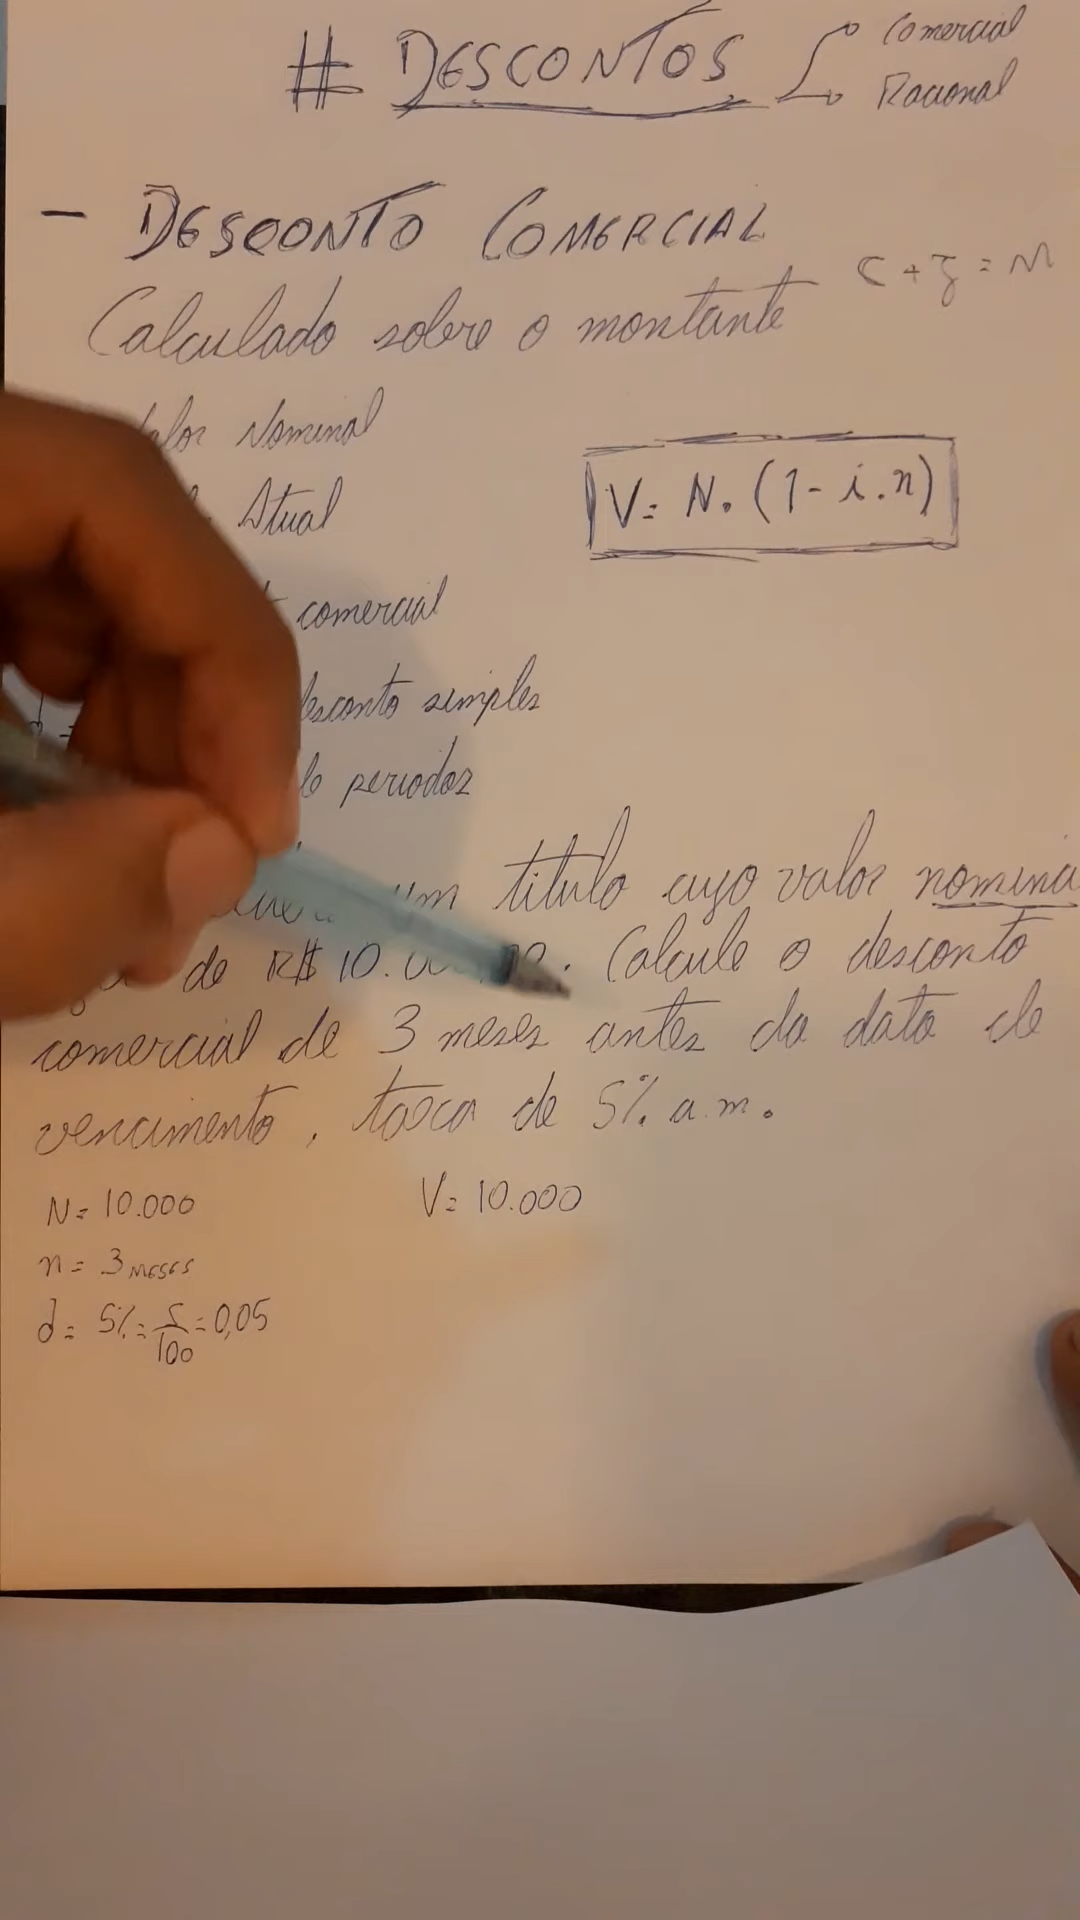 # DESCONTOS Comercial
Racional
- DESCONTO COMERCIAL
C + J = M
Calculado sobre o montante
Valor Nominal
Atual
V = N. (1 - i.n)
comercial
desconto simples
periodos
um titulo cujo valor nomina
de R$ 10. Calcule o desconto
comercial de 3 meses antes da data de
vencimento, taxa de 5% a.m.
N = 10.000 V = 10.000
n = 3 MESES
d = 5% = 5/100 = 0,05